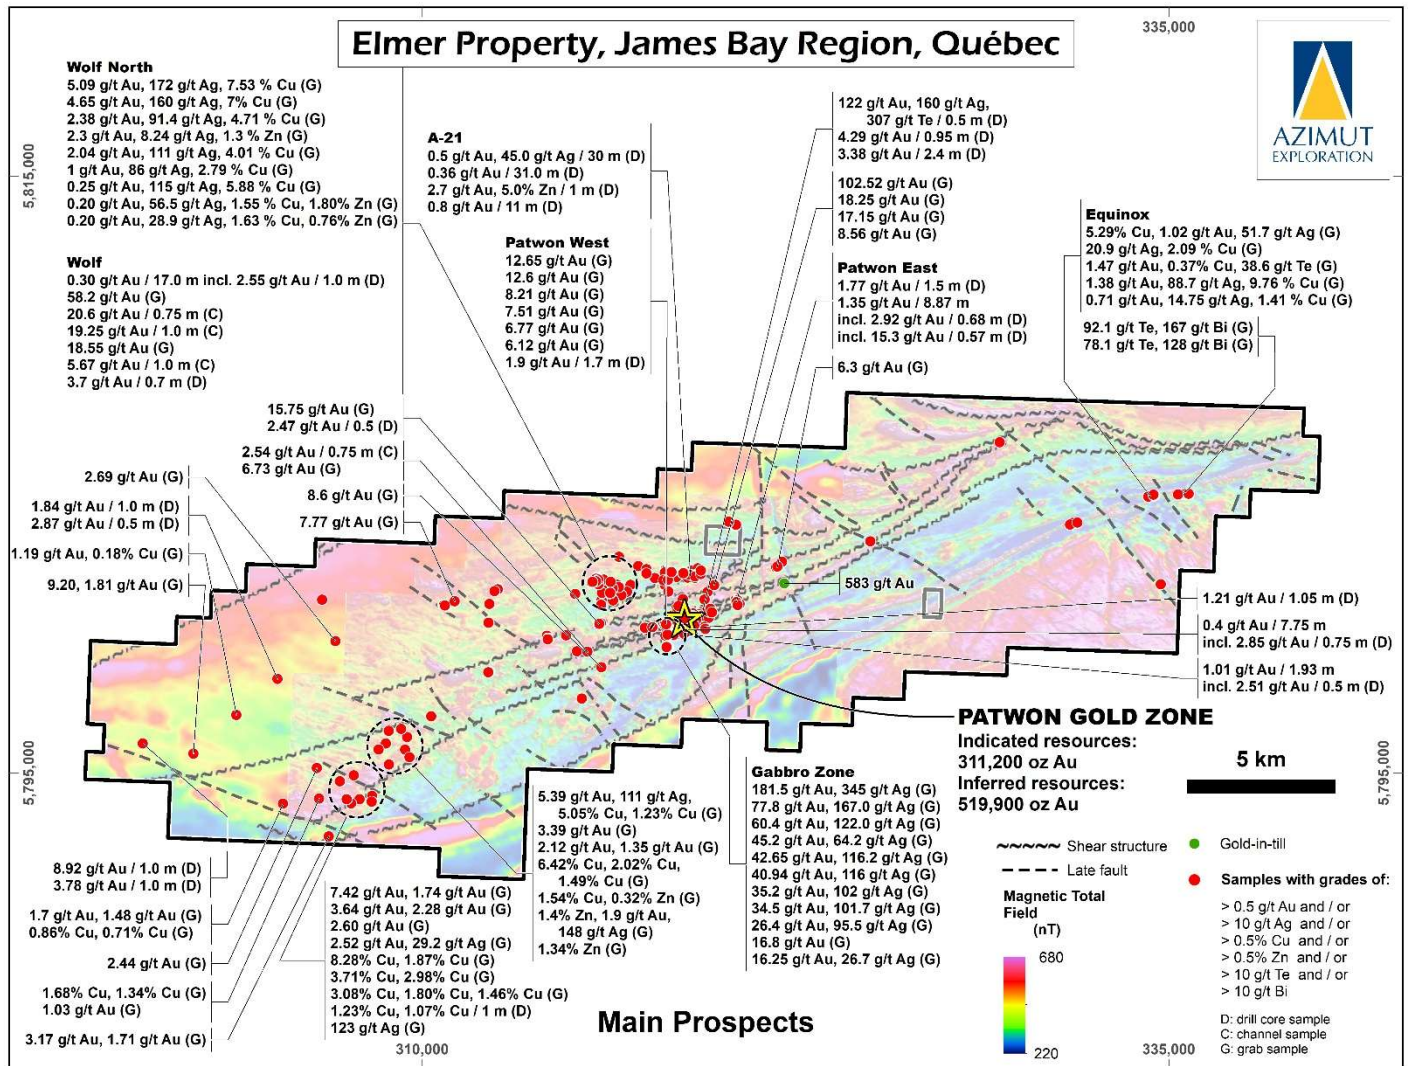 Elmer Property, James Bay Region, Québec
335,000
AZIMUT
EXPLORATION
5,815,000
Wolf North
5.09 g/t Au, 172 g/t Ag, 7.53 % Cu (G)
4.65 g/t Au, 160 g/t Ag, 7% Cu (G)
2.38 g/t Au, 91.4 g/t Ag, 4.71 % Cu (G)
2.3 g/t Au, 8.24 g/t Ag, 1.3 % Zn (G)
2.04 g/t Au, 111 g/t Ag, 4.01 % Cu (G)
1 g/t Au, 86 g/t Ag, 2.79 % Cu (G)
0.25 g/t Au, 115 g/t Ag, 5.88 % Cu (G)
0.20 g/t Au, 56.5 g/t Ag, 1.55 % Cu, 1.80% Zn (G)
0.20 g/t Au, 28.9 g/t Ag, 1.63 % Cu, 0.76% Zn (G)
Wolf
0.30 g/t Au / 17.0 m incl. 2.55 g/t Au / 1.0 m (D)
58.2 g/t Au (G)
20.6 g/t Au / 0.75 m (C)
19.25 g/t Au / 1.0 m (C)
18.55 g/t Au (G)
5.67 g/t Au / 1.0 m (C)
3.7 g/t Au / 0.7 m (D)
A-21
0.5 g/t Au, 45.0 g/t Ag / 30 m (D)
0.36 g/t Au / 31.0 m (D)
2.7 g/t Au, 5.0% Zn / 1 m (D)
0.8 g/t Au / 11 m (D)
Patwon West
12.65 g/t Au (G)
12.6 g/t Au (G)
8.21 g/t Au (G)
7.51 g/t Au (G)
6.77 g/t Au (G)
6.12 g/t Au (G)
1.9 g/t Au / 1.7 m (D)
122 g/t Au, 160 g/t Ag,
307 g/t Te / 0.5 m (D)
4.29 g/t Au / 0.95 m (D)
3.38 g/t Au / 2.4 m (D)
102.52 g/t Au (G)
18.25 g/t Au (G)
17.15 g/t Au (G)
8.56 g/t Au (G)
Patwon East
1.77 g/t Au / 1.5 m (D)
1.35 g/t Au / 8.87 m
incl. 2.92 g/t Au / 0.68 m (D)
incl. 15.3 g/t Au / 0.57 m (D)
6.3 g/t Au (G)
Equinox
5.29% Cu, 1.02 g/t Au, 51.7 g/t Ag (G)
20.9 g/t Ag, 2.09 % Cu (G)
1.47 g/t Au, 0.37% Cu, 38.6 g/t Te (G)
1.38 g/t Au, 88.7 g/t Ag, 9.76 % Cu (G)
0.71 g/t Au, 14.75 g/t Ag, 1.41 % Cu (G)
92.1 g/t Te, 167 g/t Bi (G)
78.1 g/t Te, 128 g/t Bi (G)
15.75 g/t Au (G)
2.47 g/t Au / 0.5 (D)
2.54 g/t Au / 0.75 m (C)
6.73 g/t Au (G)
8.6 g/t Au (G)
7.77 g/t Au (G)
2.69 g/t Au (G)
1.84 g/t Au / 1.0 m (D)
2.87 g/t Au / 0.5 m (D)
1.19 g/t Au, 0.18% Cu (G)
9.20, 1.81 g/t Au (G)
583 g/t Au
1.21 g/t Au / 1.05 m (D)
0.4 g/t Au / 7.75 m
incl. 2.85 g/t Au / 0.75 m (D)
1.01 g/t Au / 1.93 m
incl. 2.51 g/t Au / 0.5 m (D)
PATWON GOLD ZONE
Indicated resources:
311,200 oz Au
Inferred resources:
519,900 oz Au
5 km
5,795,000
5,795,000
8.92 g/t Au / 1.0 m (D)
3.78 g/t Au / 1.0 m (D)
1.7 g/t Au, 1.48 g/t Au (G)
0.86% Cu, 0.71% Cu (G)
2.44 g/t Au (G)
1.68% Cu, 1.34% Cu (G)
1.03 g/t Au (G)
3.17 g/t Au, 1.71 g/t Au (G)
7.42 g/t Au, 1.74 g/t Au (G)
3.64 g/t Au, 2.28 g/t Au (G)
2.60 g/t Au (G)
2.52 g/t Au, 29.2 g/t Ag (G)
8.28% Cu, 1.87% Cu (G)
3.71% Cu, 2.98% Cu (G)
3.08% Cu, 1.80% Cu, 1.46% Cu (G)
1.23% Cu, 1.07% Cu / 1 m (D)
123 g/t Ag (G)
5.39 g/t Au, 111 g/t Ag,
5.05% Cu, 1.23% Cu (G)
3.39 g/t Au (G)
2.12 g/t Au, 1.35 g/t Au (G)
6.42% Cu, 2.02% Cu,
1.49% Cu (G)
1.54% Cu, 0.32% Zn (G)
1.4% Zn, 1.9 g/t Au,
148 g/t Ag (G)
1.34% Zn (G)
Gabbro Zone
181.5 g/t Au, 345 g/t Ag (G)
77.8 g/t Au, 167.0 g/t Ag (G)
60.4 g/t Au, 122.0 g/t Ag (G)
45.2 g/t Au, 64.2 g/t Ag (G)
42.65 g/t Au, 116.2 g/t Ag (G)
40.94 g/t Au, 116 g/t Ag (G)
35.2 g/t Au, 102 g/t Ag (G)
34.5 g/t Au, 101.7 g/t Ag (G)
26.4 g/t Au, 95.5 g/t Ag (G)
16.8 g/t Au (G)
16.25 g/t Au, 26.7 g/t Ag (G)
Shear structure
Late fault
Magnetic Total
Field
(nT)
680
220
Gold-in-till
Samples with grades of:
> 0.5 g/t Au and / or
> 10 g/t Ag and / or
> 0.5% Cu and / or
> 0.5% Zn and / or
> 10 g/t Te and / or
> 10 g/t Bi
D: drill core sample
C: channel sample
G: grab sample
Main Prospects
310,000
335,000